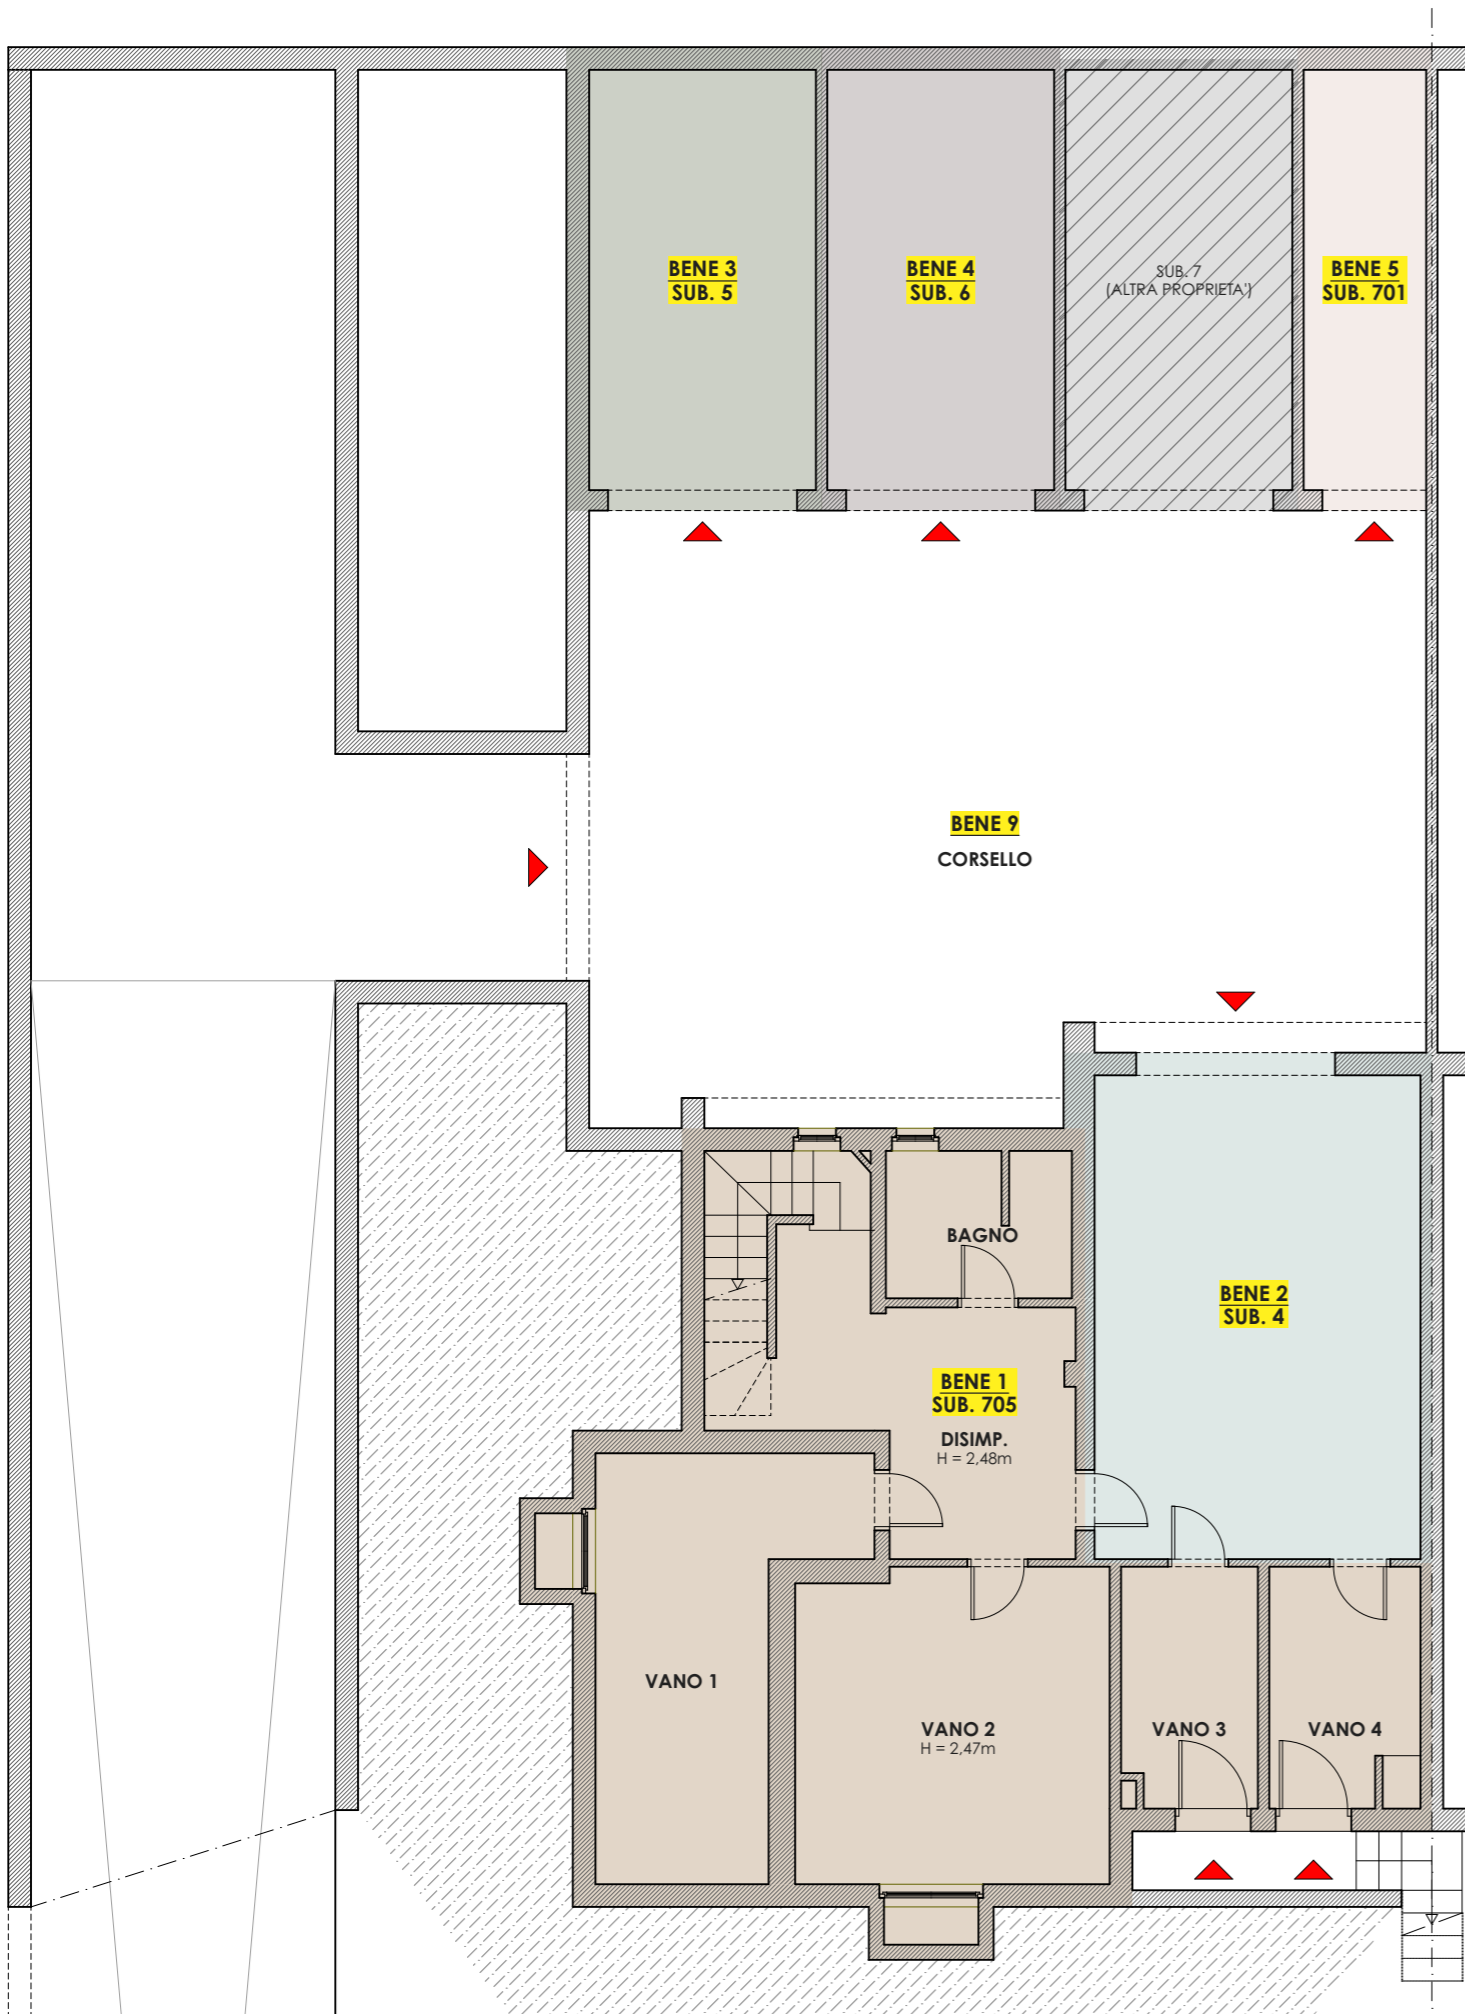 BENE 3
SUB. 5
BENE 4
SUB. 6
SUB. 7
(ALTRA PROPRIETA')
BENE 5
SUB. 701
BENE 9
CORSELLO
BAGNO
BENE 2
SUB. 4
BENE 1
SUB. 705
DISIMP.
H = 2,48m
VANO 1
VANO 2
H = 2,47m
VANO 3
VANO 4